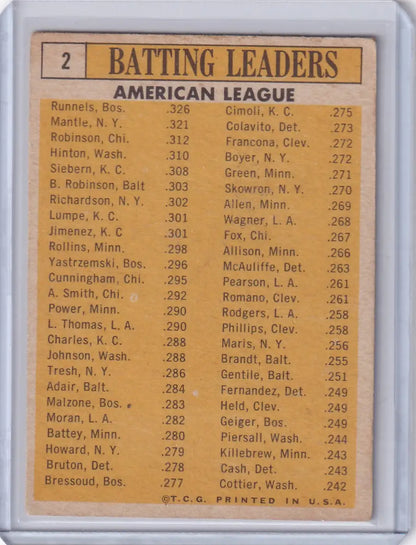 2 BATTING LEADERS
AMERICAN LEAGUE
Runnels, Bos. .326
Mantle, N. Y. .321
Robinson, Chi. .312
Hinton, Wash. .310
Siebern, K. C. .308
B. Robinson, Balt .303
Richardson, N. Y. .302
Lumpe, K. C. .301
Jimenez, K. C .301
Rollins, Minn. .298
Yastrzemski, Bos. .296
Cunningham, Chi. .295
A. Smith, Chi. .292
Power, Minn. .290
L. Thomas, L. A. .290
Charles, K. C. .288
Johnson, Wash. .288
Tresh, N. Y. .286
Adair, Balt. .284
Malzone, Bos. .283
Moran, L. A. .282
Battey, Minn. .280
Howard, N. Y. .279
Bruton, Det. .278
Bressoud, Bos. .277
Cimoli, K. C. .275
Colavito, Det. .273
Francona, Clev. .272
Boyer, N. Y. .272
Green, Minn. .271
Skowron, N. Y. .270
Allen, Minn. .269
Wagner, L. A. .268
Fox, Chi. .267
Allison, Minn. .266
McAuliffe, Det. .263
Pearson, L. A. .261
Romano, Clev. .261
Rodgers, L. A. .258
Phillips, Clev. .258
Maris, N. Y. .256
Brandt, Balt. .255
Gentile, Balt. .251
Fernandez, Det. .249
Held, Clev. .249
Geiger, Bos. .249
Piersall, Wash. .244
Killebrew, Minn. .243
Cash, Det. .243
Cottier, Wash. .242
© T.C.G. PRINTED IN U.S.A.